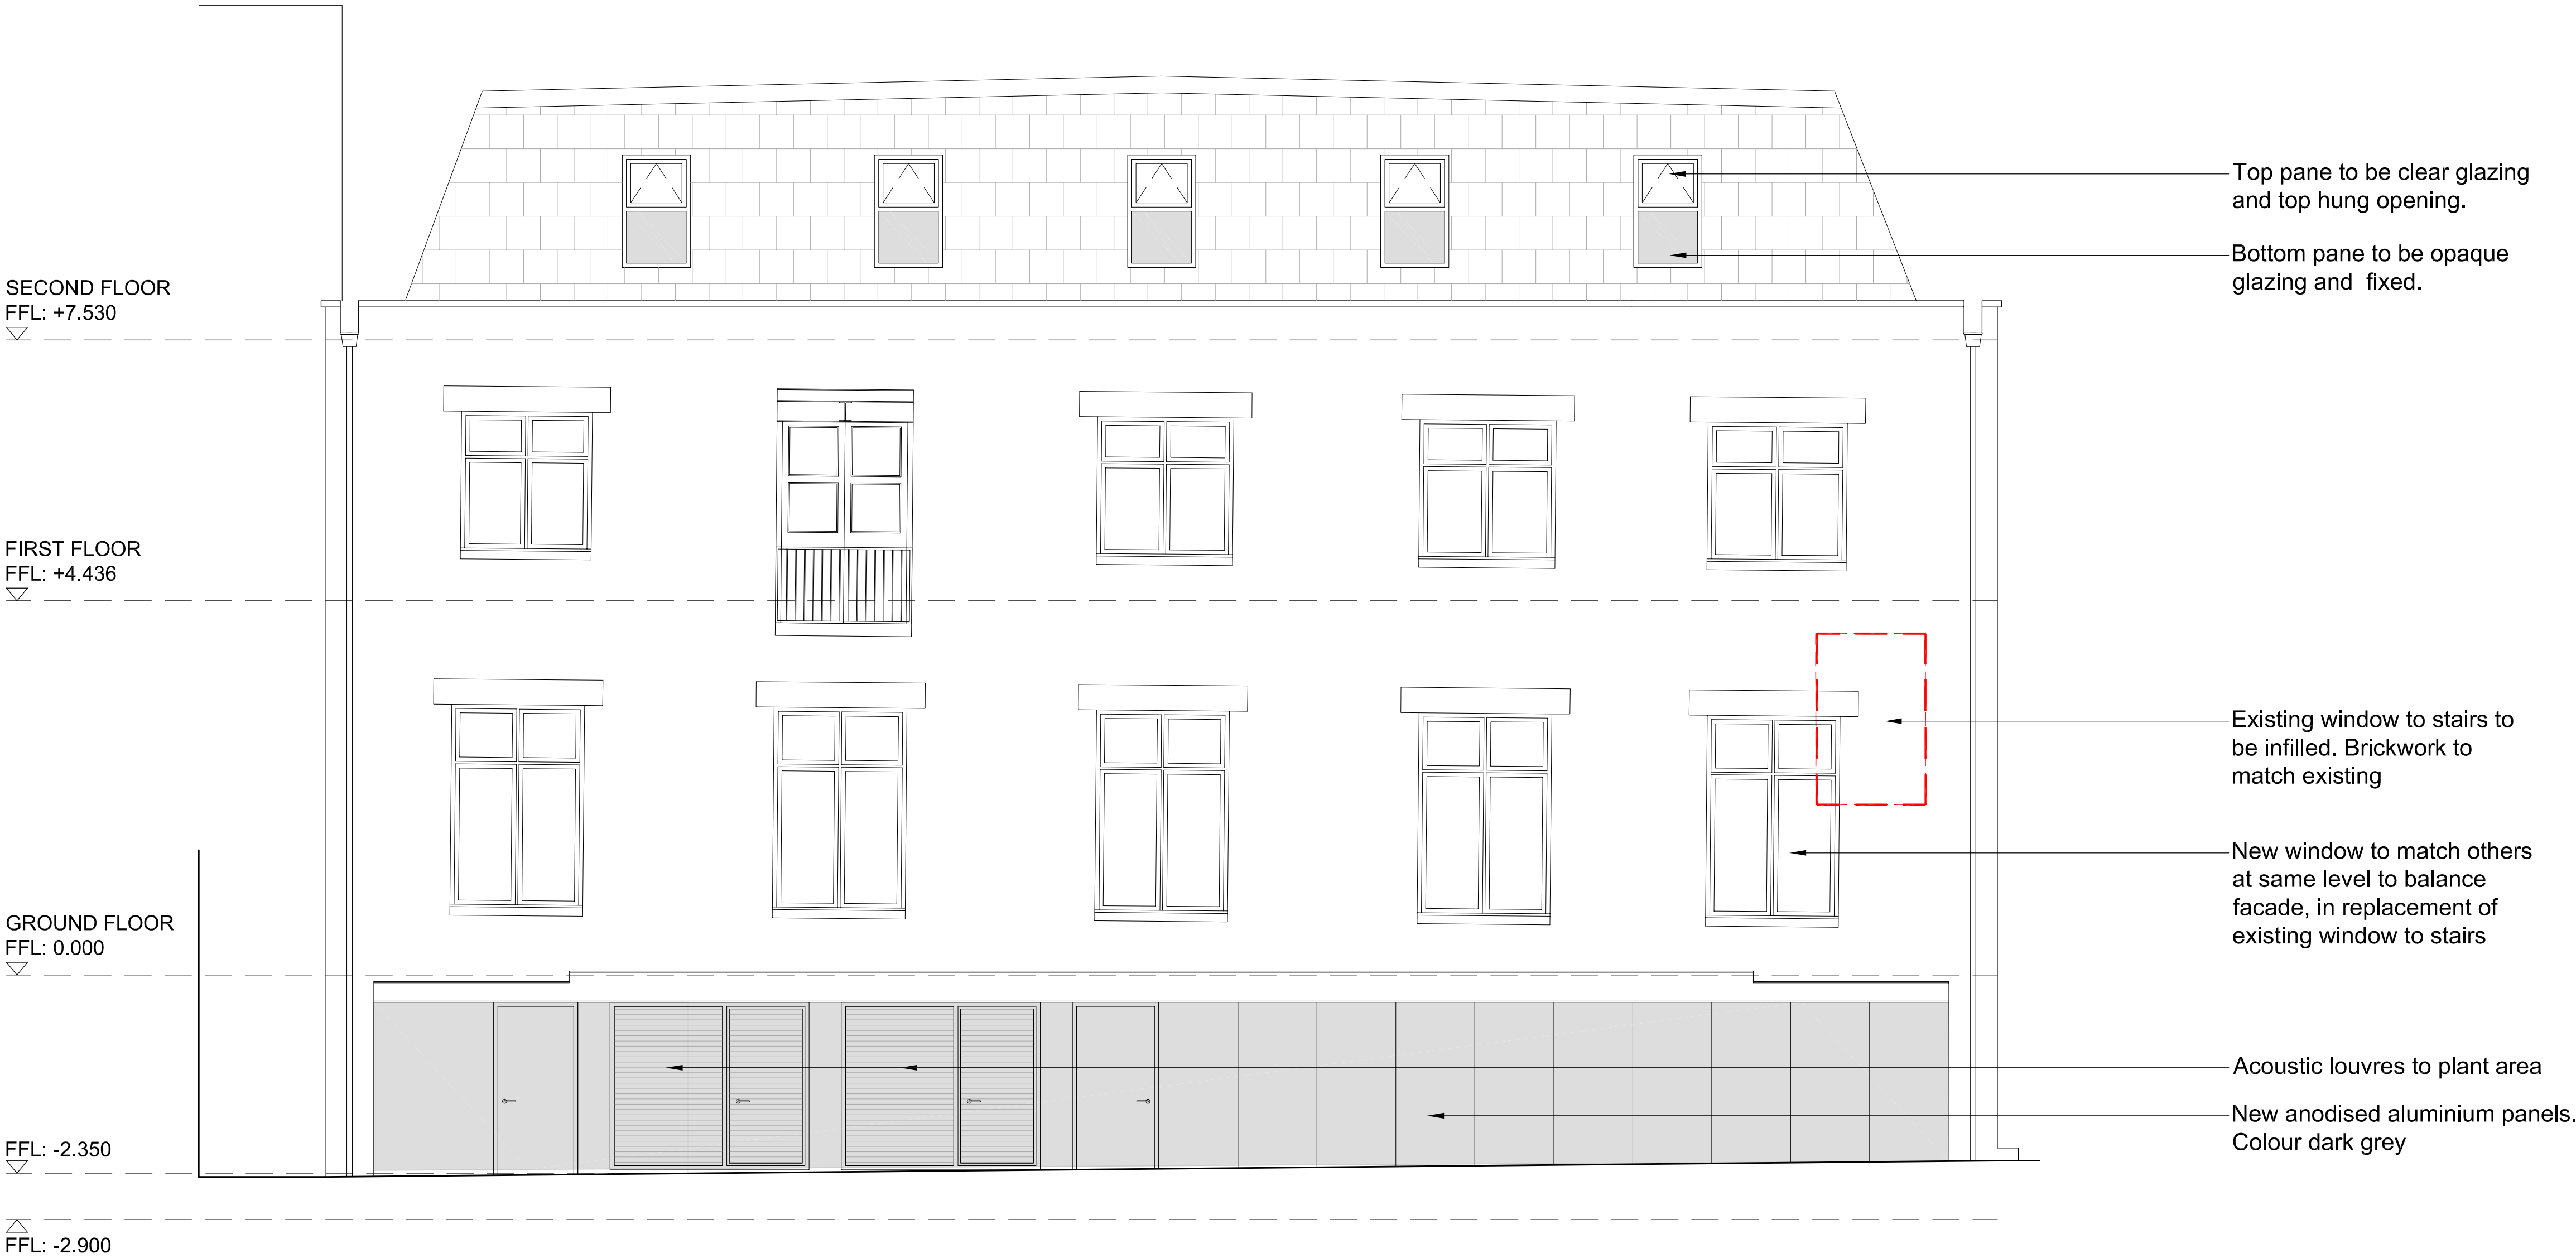 Top pane to be clear glazing
and top hung opening.
Bottom pane to be opaque
glazing and  fixed.
SECOND FLOOR
FFL: +7.530
FIRST FLOOR
FFL: +4.436
Existing window to stairs to
be infilled. Brickwork to
match existing
New window to match others
at same level to balance
facade, in replacement of
existing window to stairs
GROUND FLOOR
FFL: 0.000
Acoustic louvres to plant area
New anodised aluminium panels.
Colour dark grey
FFL: -2.350
FFL: -2.900